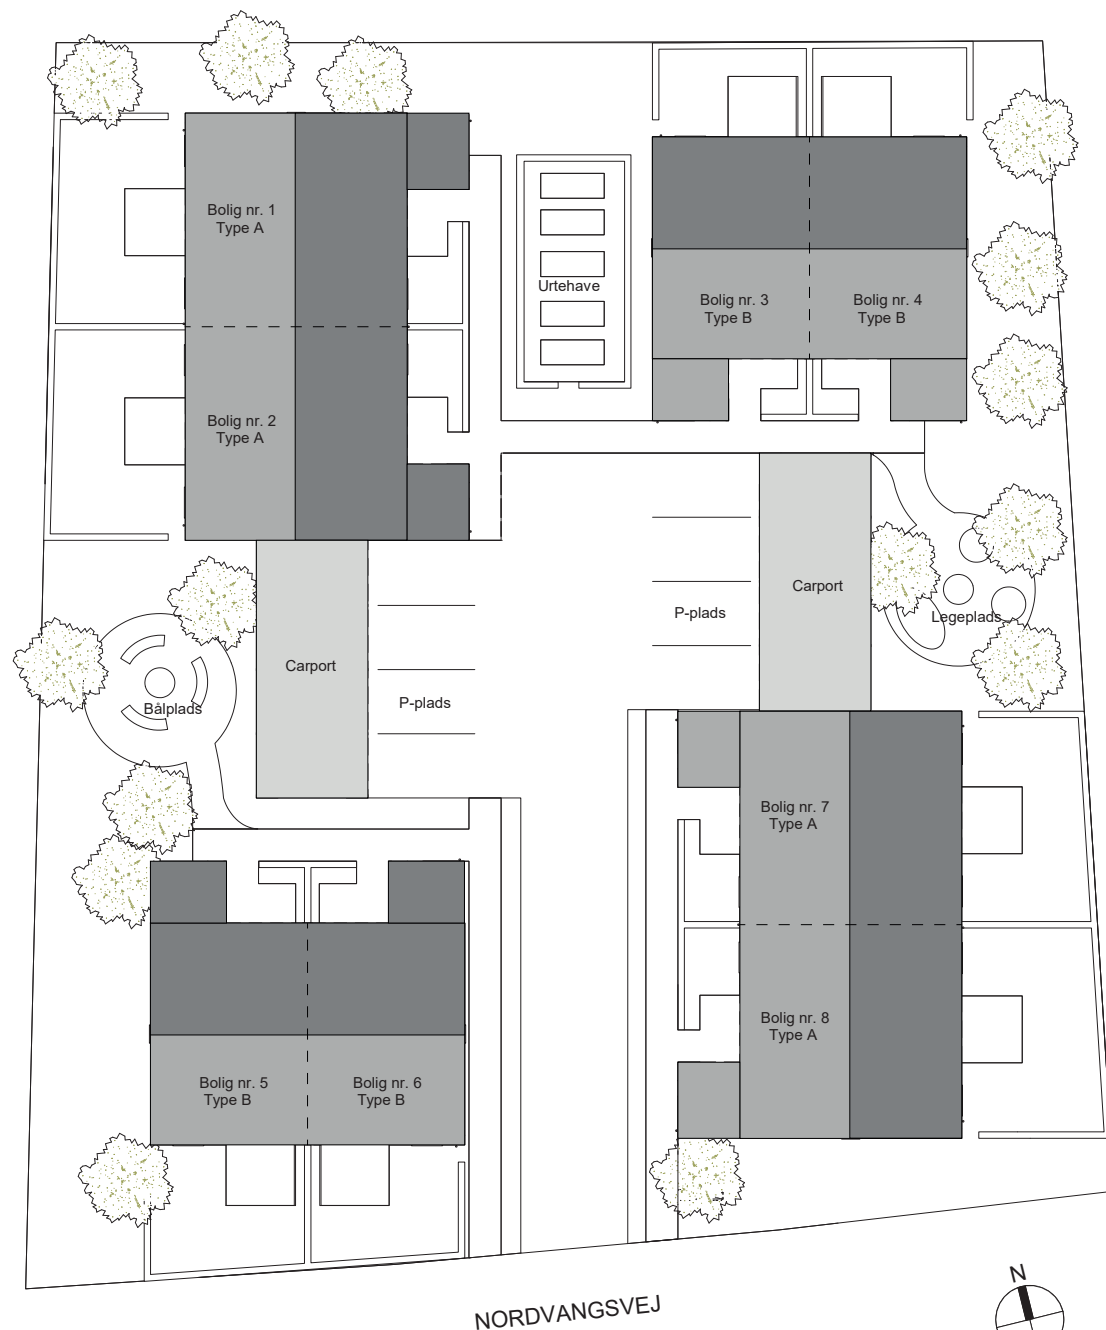 Bolig nr. 1
Type A
Urtehave
Bolig nr. 3
Type B
Bolig nr. 4
Type B
Bolig nr. 2
Type A
Carport
P-plads
Legeplads
Carport
P-plads
Bålplads
Bolig nr. 7
Type A
Bolig nr. 8
Type A
Bolig nr. 5
Type B
Bolig nr. 6
Type B
N
NORDVANGSVEJ